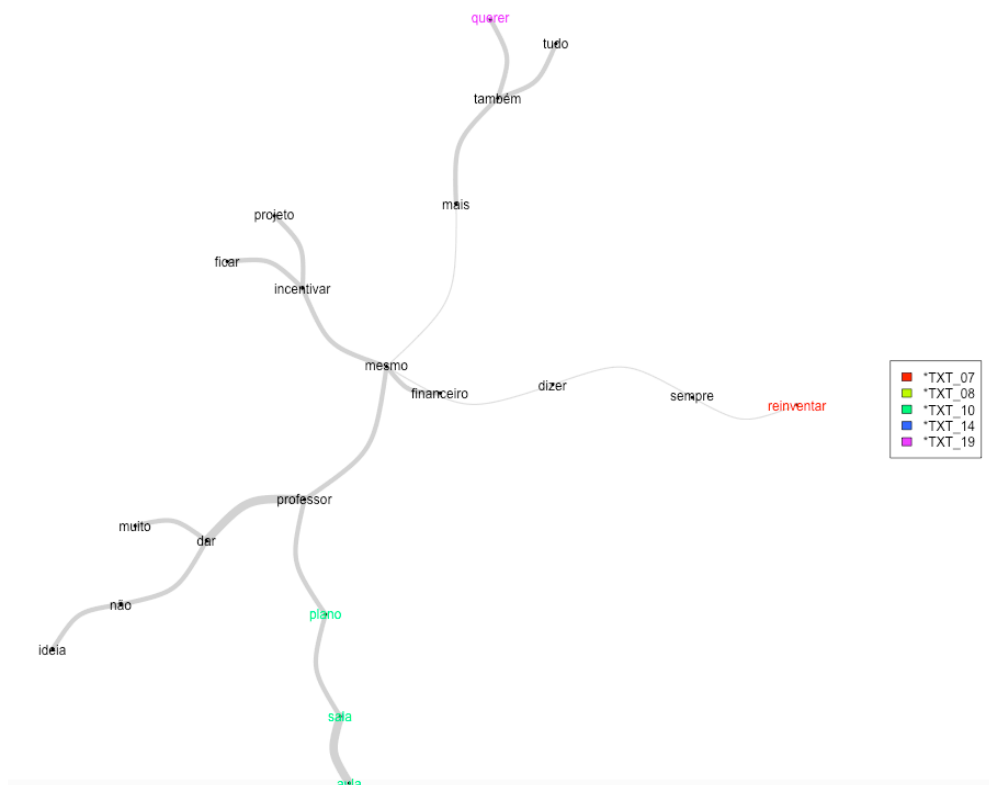 querer
tudo
também
mais
projeto
ficar
incentivar
mesmo
financeiro
dizer
sempre
reinventar
*TXT_07
*TXT_08
*TXT_10
*TXT_14
*TXT_19
professor
muito
dar
não
ideia
plano
sala
aula